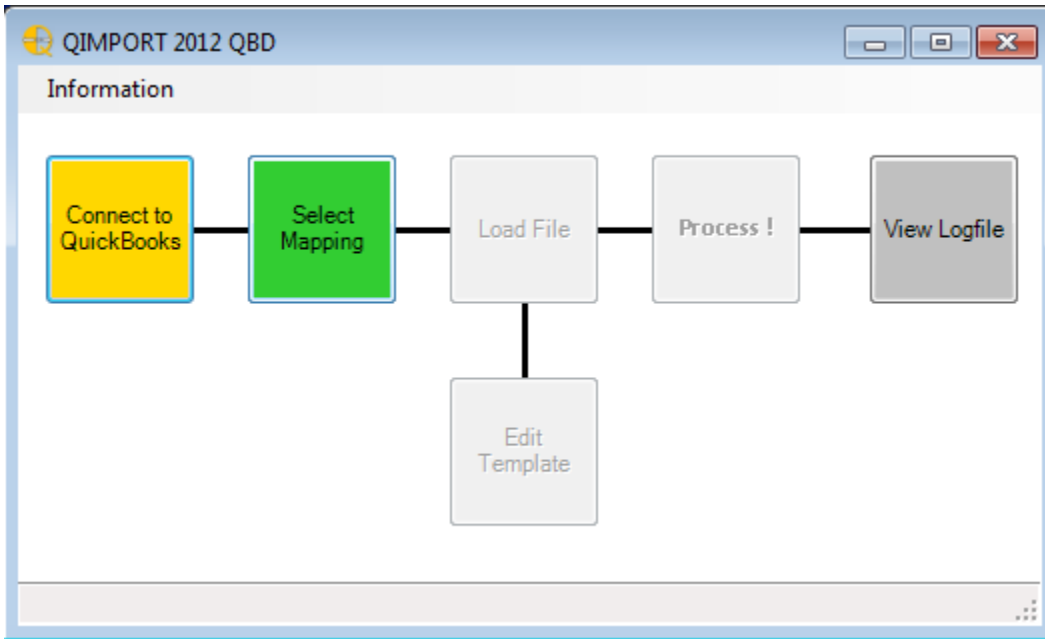 QIMPORT 2012 QBD
Information
Connect to
QuickBooks
Select
Mapping
Load File
Process !
View Logfile
Edit
Template